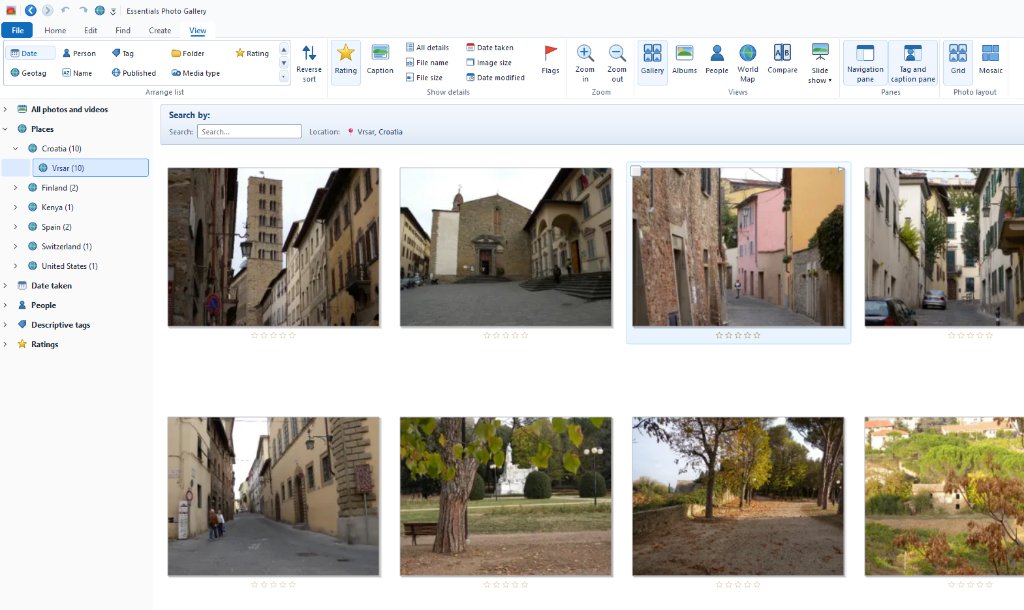 Essentials Photo Gallery
File Home Edit Find Create View
Date Person Tag Folder Rating
Geotag Name Published Media type
Arrange list
Reverse sort
Rating
Caption
All details
File name
File size
Date taken
Image size
Date modified
Flags
Show details
Zoom in
Zoom out
Zoom
Gallery
Albums
People
World Map
Compare
Slide show
Views
Navigation pane
Tag and caption pane
Panes
Grid
Mosaic
Photo layout
All photos and videos
Places
Croatia (10)
Vrsar (10)
Finland (2)
Kenya (1)
Spain (2)
Switzerland (1)
United States (1)
Date taken
People
Descriptive tags
Ratings
Search by:
Search: Search... Location: Vrsar, Croatia